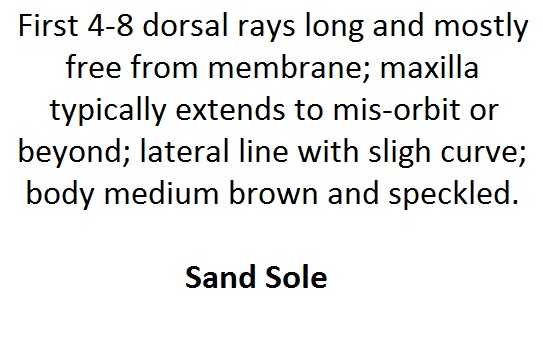 First 4-8 dorsal rays long and mostly
free from membrane; maxilla
typically extends to mis-orbit or
beyond; lateral line with sligh curve;
body medium brown and speckled.
Sand Sole